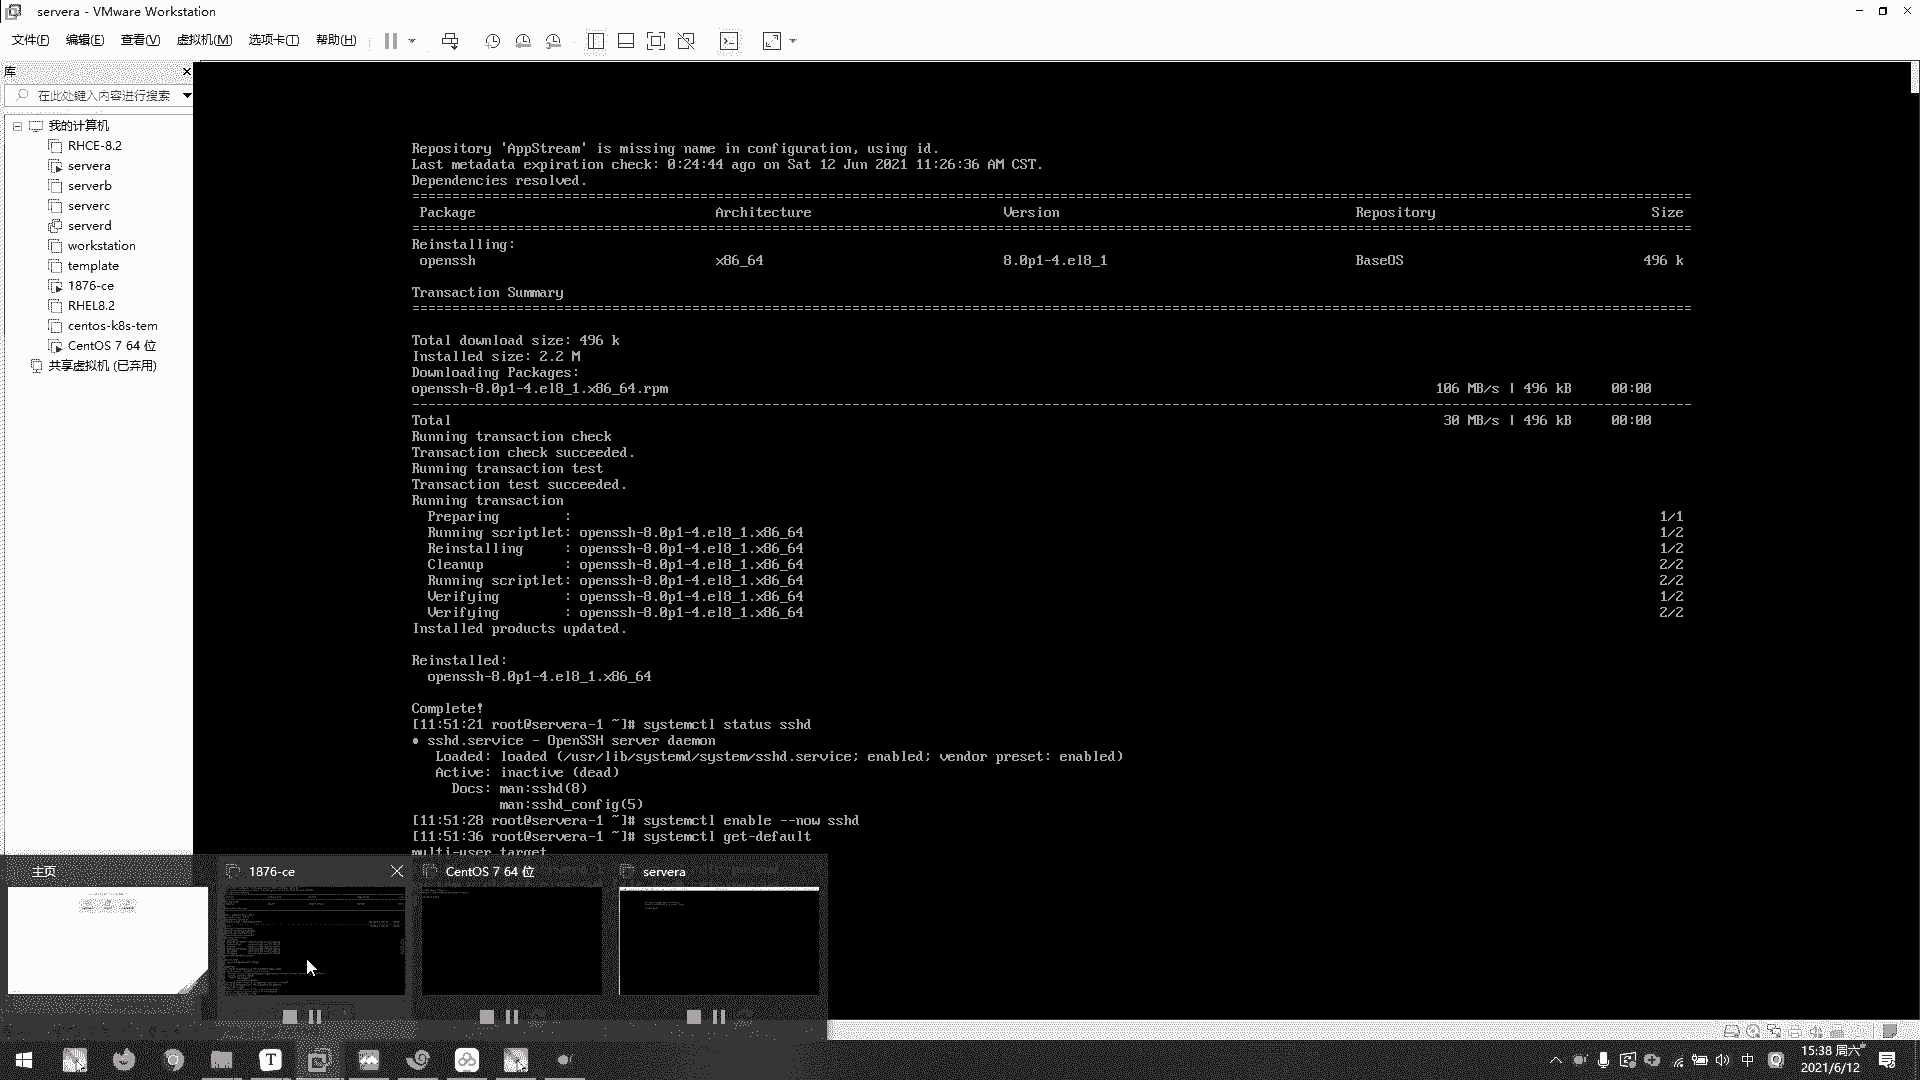 servera - VMware Workstation
文件(F) 编辑(E) 查看(V) 虚拟机(M) 选项卡(T) 帮助(H)
库
在此处键入内容进行搜索
我的计算机
RHCE-8.2
servera
serverb
serverc
serverd
workstation
template
1876-ce
RHEL8.2
centos-k8s-tem
CentOS 7 64 位
共享虚拟机 (已弃用)
Repository 'AppStream' is missing name in configuration, using id.
Last metadata expiration check: 0:24:44 ago on Sat 12 Jun 2021 11:26:36 AM CST.
Dependencies resolved.
Package Architecture Version Repository Size
Reinstalling:
openssh x86_64 8.0p1-4.el8_1 BaseOS 496 k
Transaction Summary
Total download size: 496 k
Installed size: 2.2 M
Downloading Packages:
openssh-8.0p1-4.el8_1.x86_64.rpm 106 MB/s | 496 kB 00:00
Total 30 MB/s | 496 kB 00:00
Running transaction check
Transaction check succeeded.
Running transaction test
Transaction test succeeded.
Running transaction
Preparing : 1/1
Running scriptlet: openssh-8.0p1-4.el8_1.x86_64 1/2
Reinstalling : openssh-8.0p1-4.el8_1.x86_64 1/2
Cleanup : openssh-8.0p1-4.el8_1.x86_64 2/2
Running scriptlet: openssh-8.0p1-4.el8_1.x86_64 2/2
Verifying : openssh-8.0p1-4.el8_1.x86_64 1/2
Verifying : openssh-8.0p1-4.el8_1.x86_64 2/2
Installed products updated.
Reinstalled:
openssh-8.0p1-4.el8_1.x86_64
Complete!
[11:51:21 root@servera-1 ~]# systemctl status sshd
● sshd.service - OpenSSH server daemon
Loaded: loaded (/usr/lib/systemd/system/sshd.service; enabled; vendor preset: enabled)
Active: inactive (dead)
Docs: man:sshd(8)
man:sshd_config(5)
[11:51:28 root@servera-1 ~]# systemctl enable --now sshd
[11:51:36 root@servera-1 ~]# systemctl get-default
multi-user.target
主页 1876-ce CentOS 7 64 位 servera
中
15:38 周六
2021/6/12